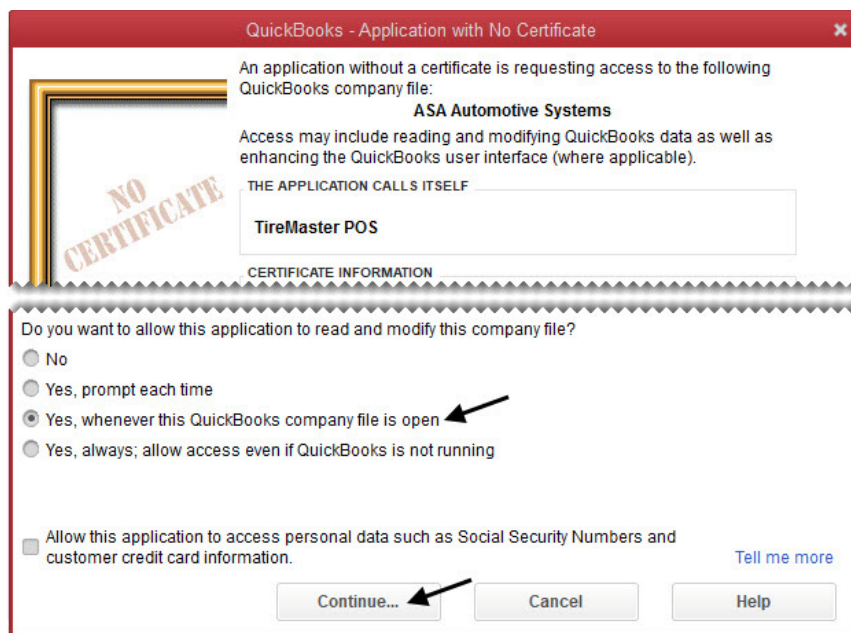 QuickBooks - Application with No Certificate
An application without a certificate is requesting access to the following
QuickBooks company file:
ASA Automotive Systems
Access may include reading and modifying QuickBooks data as well as
enhancing the QuickBooks user interface (where applicable).
THE APPLICATION CALLS ITSELF
NO
CERTIFICATE
TireMaster POS
CERTIFICATE INFORMATION
Do you want to allow this application to read and modify this company file?
No
Yes, prompt each time
Yes, whenever this QuickBooks company file is open
Yes, always; allow access even if QuickBooks is not running
Allow this application to access personal data such as Social Security Numbers and
customer credit card information.
Tell me more
Continue...
Cancel
Help